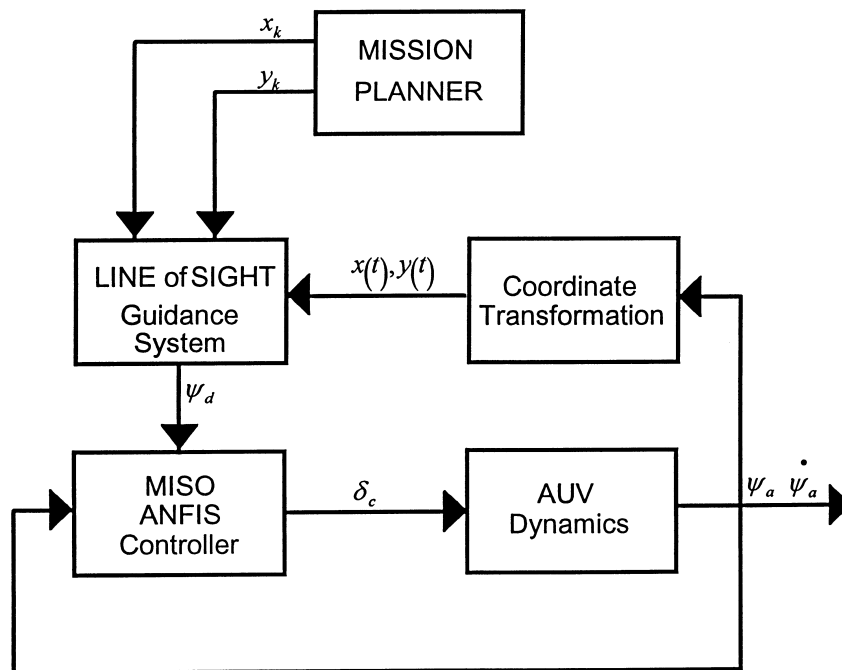 x_k
MISSION
PLANNER
y_k
LINE of SIGHT
Guidance
System
x(t), y(t)
Coordinate
Transformation
ψ_d
MISO
ANFIS
Controller
δ_c
AUV
Dynamics
ψ_a ψ̇_a